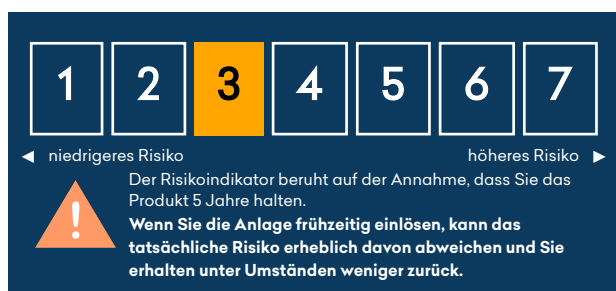 1 2 3 4 5 6 7
◄ niedrigeres Risiko höheres Risiko ►
Der Risikoindikator beruht auf der Annahme, dass Sie das
Produkt 5 Jahre halten.
Wenn Sie die Anlage frühzeitig einlösen, kann das
tatsächliche Risiko erheblich davon abweichen und Sie
erhalten unter Umständen weniger zurück.